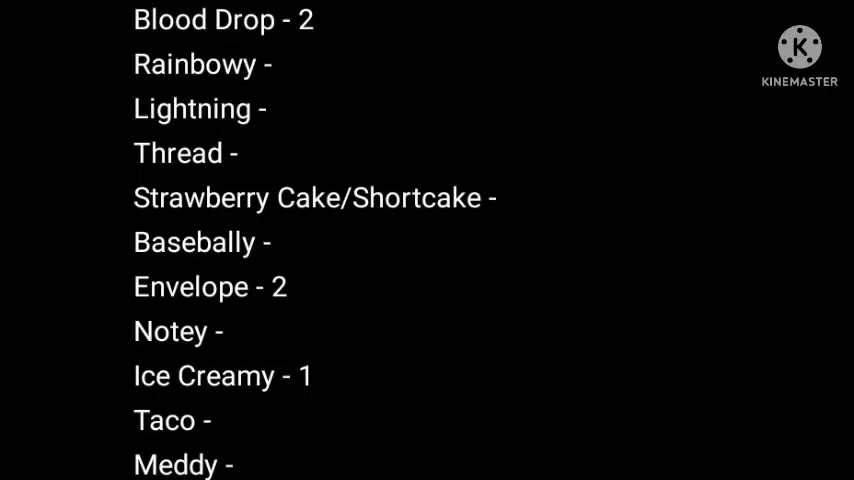 Blood Drop - 2
Rainbowy -
Lightning -
Thread -
Strawberry Cake/Shortcake -
Basebally -
Envelope - 2
Notey -
Ice Creamy - 1
Taco -
Meddy -
K
KINEMASTER